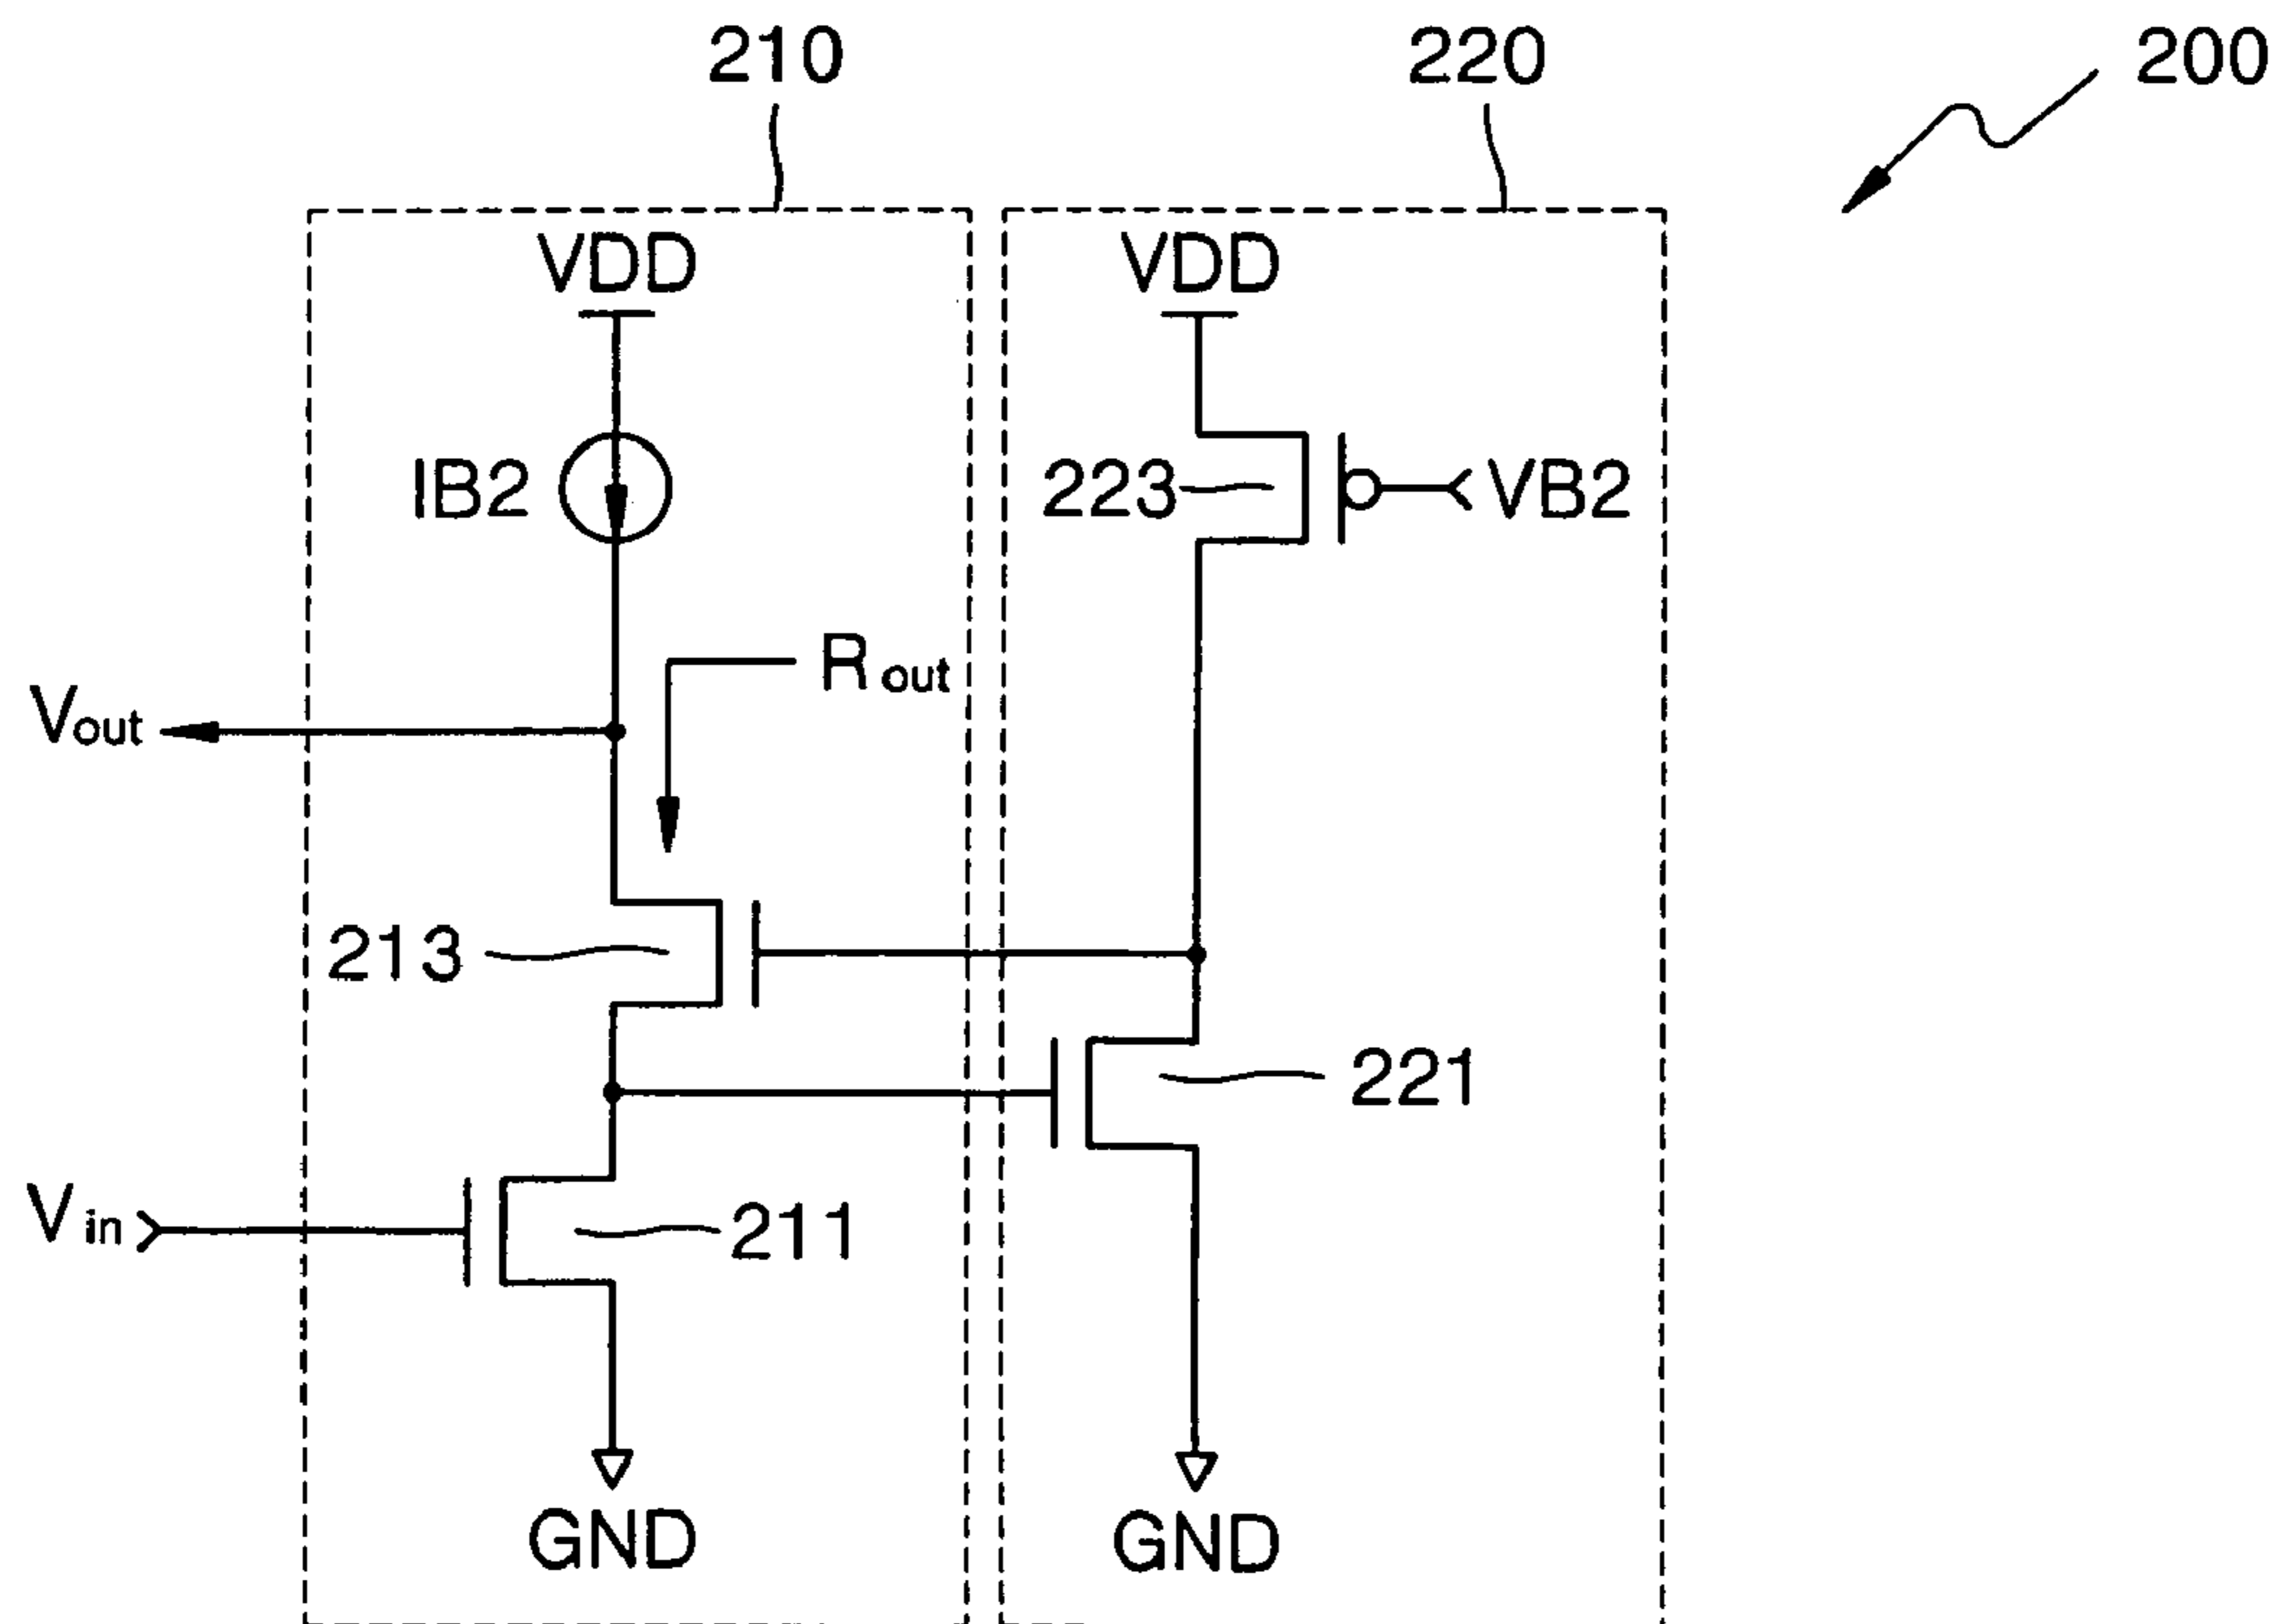 210
220
200
VDD
VDD
IB2
223
VB2
Rout
Vout
213
221
Vin
211
GND
GND